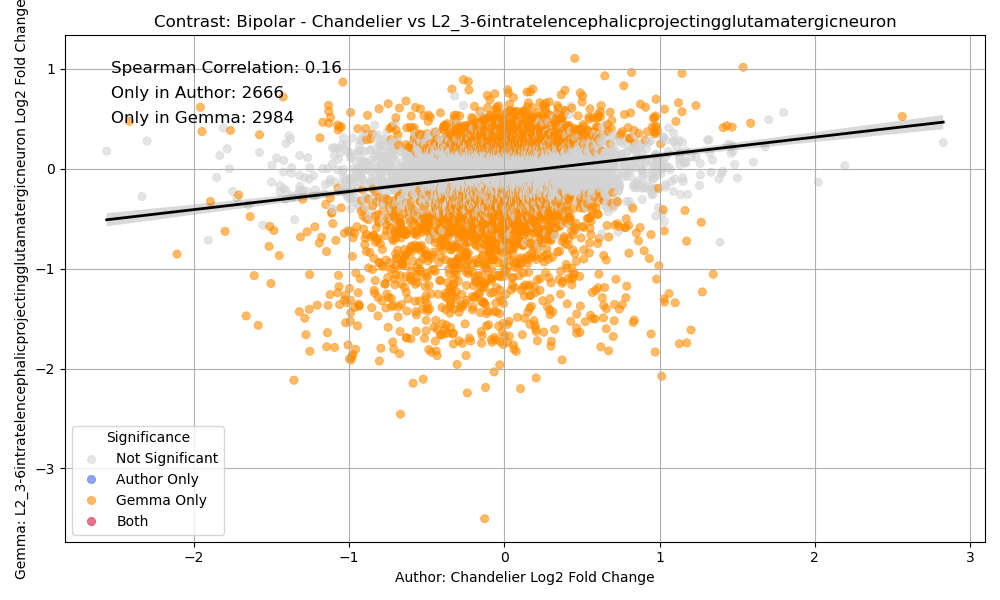 Contrast: Bipolar - Chandelier vs L2_3-6intratelencephalicprojectingglutamatergicneuron
Gemma: L2_3-6intratelencephalicprojectingglutamatergicneuron Log2 Fold Change
Spearman Correlation: 0.16
Only in Author: 2666
Only in Gemma: 2984
1
0
−1
−2
−3
Significance
Not Significant
Author Only
Gemma Only
Both
−2
−1
0
1
2
3
Author: Chandelier Log2 Fold Change